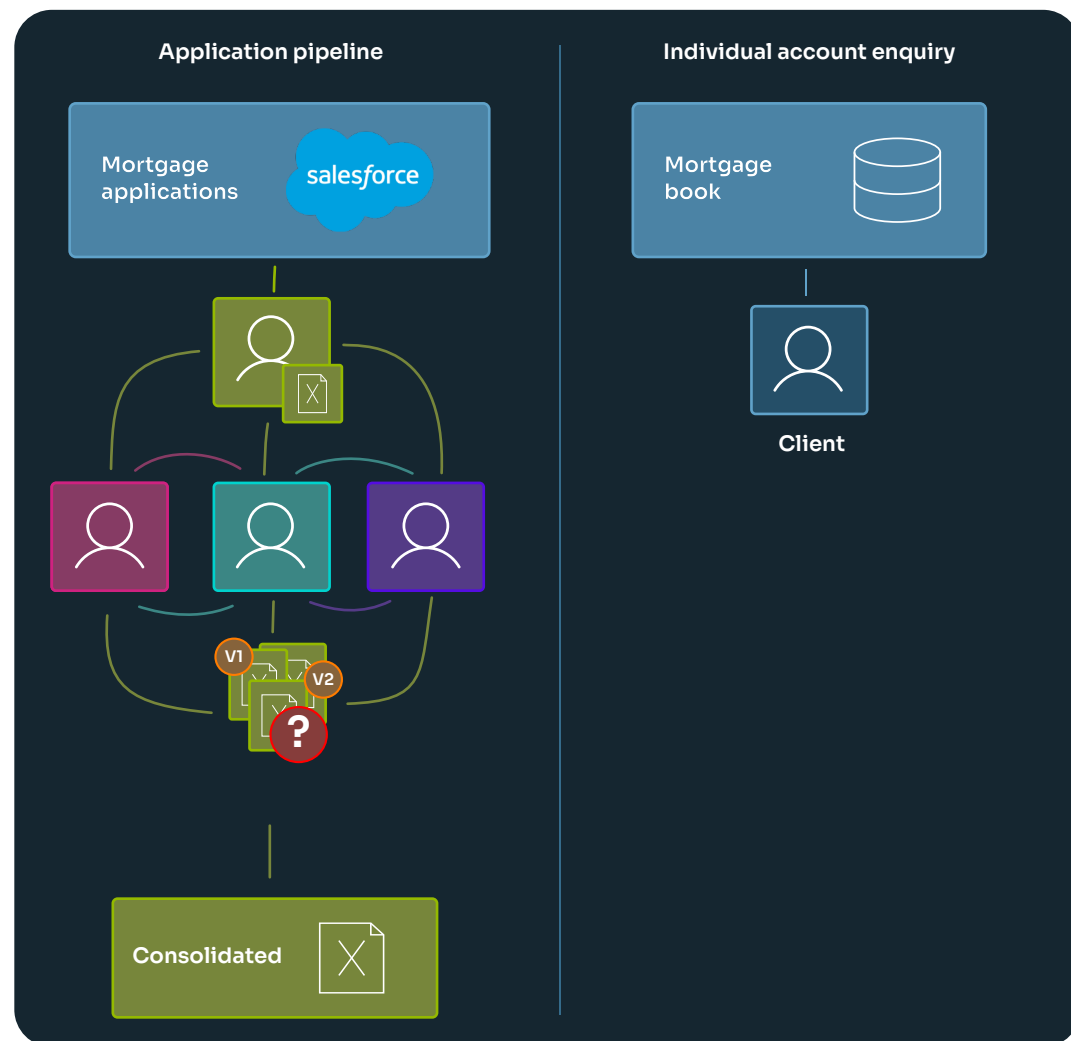 Application pipeline
Individual account enquiry
Mortgage
applications
salesforce
Mortgage
book
Client
V1
V2
?
Consolidated